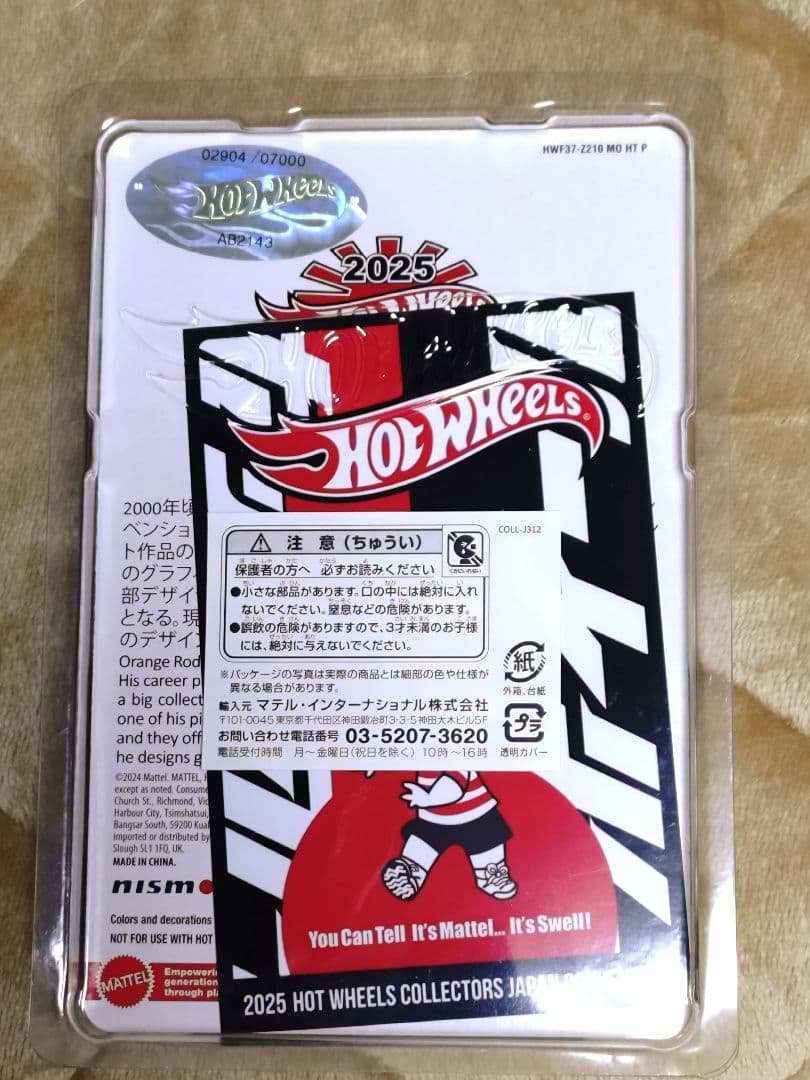 02904 /07000
HOT WHEELS
AB2143
HWF37-Z210 MO HT P
2025
HOT WHEELS
HOT WHEELS®
COLL-J312
注 意 (ちゅうい)
保護者の方へ 必ずお読みください
●小さな部品があります。口の中には絶対に入れ
ないでください。窒息などの危険があります。
●誤飲の危険がありますので、3才未満のお子様
には、絶対に与えないでください。
※パッケージの写真は実際の商品とは細部の色や仕様が
異なる場合があります。
輸入元 マテル・インターナショナル株式会社
〒101-0045 東京都千代田区神田鍛冶町3-3-5 神田大木ビル5F
お問い合わせ電話番号 03-5207-3620
電話受付時間 月～金曜日(祝日を除く) 10時～16時
紙
外箱、台紙
プラ
透明カバー
2000年頃
ベンショ
ト作品の
のグラフ
部デザイ
となる。現
のデザイン
Orange Rod
His career p
a big collect
one of his pi
and they off
he designs g
©2024 Mattel. MATTEL, H
except as noted. Consume
Church St., Richmond, Vic
Harbour City, Tsimshatsui,
Bangsar South, 59200 Kual
imported or distributed by
Slough SL1 1FQ, UK.
MADE IN CHINA.
nismo
Colors and decorations
NOT FOR USE WITH HOT
MATTEL
Empowerin
generation
through pla
You Can Tell It's Mattel... It's Swell!
2025 HOT WHEELS COLLECTORS JAPAN